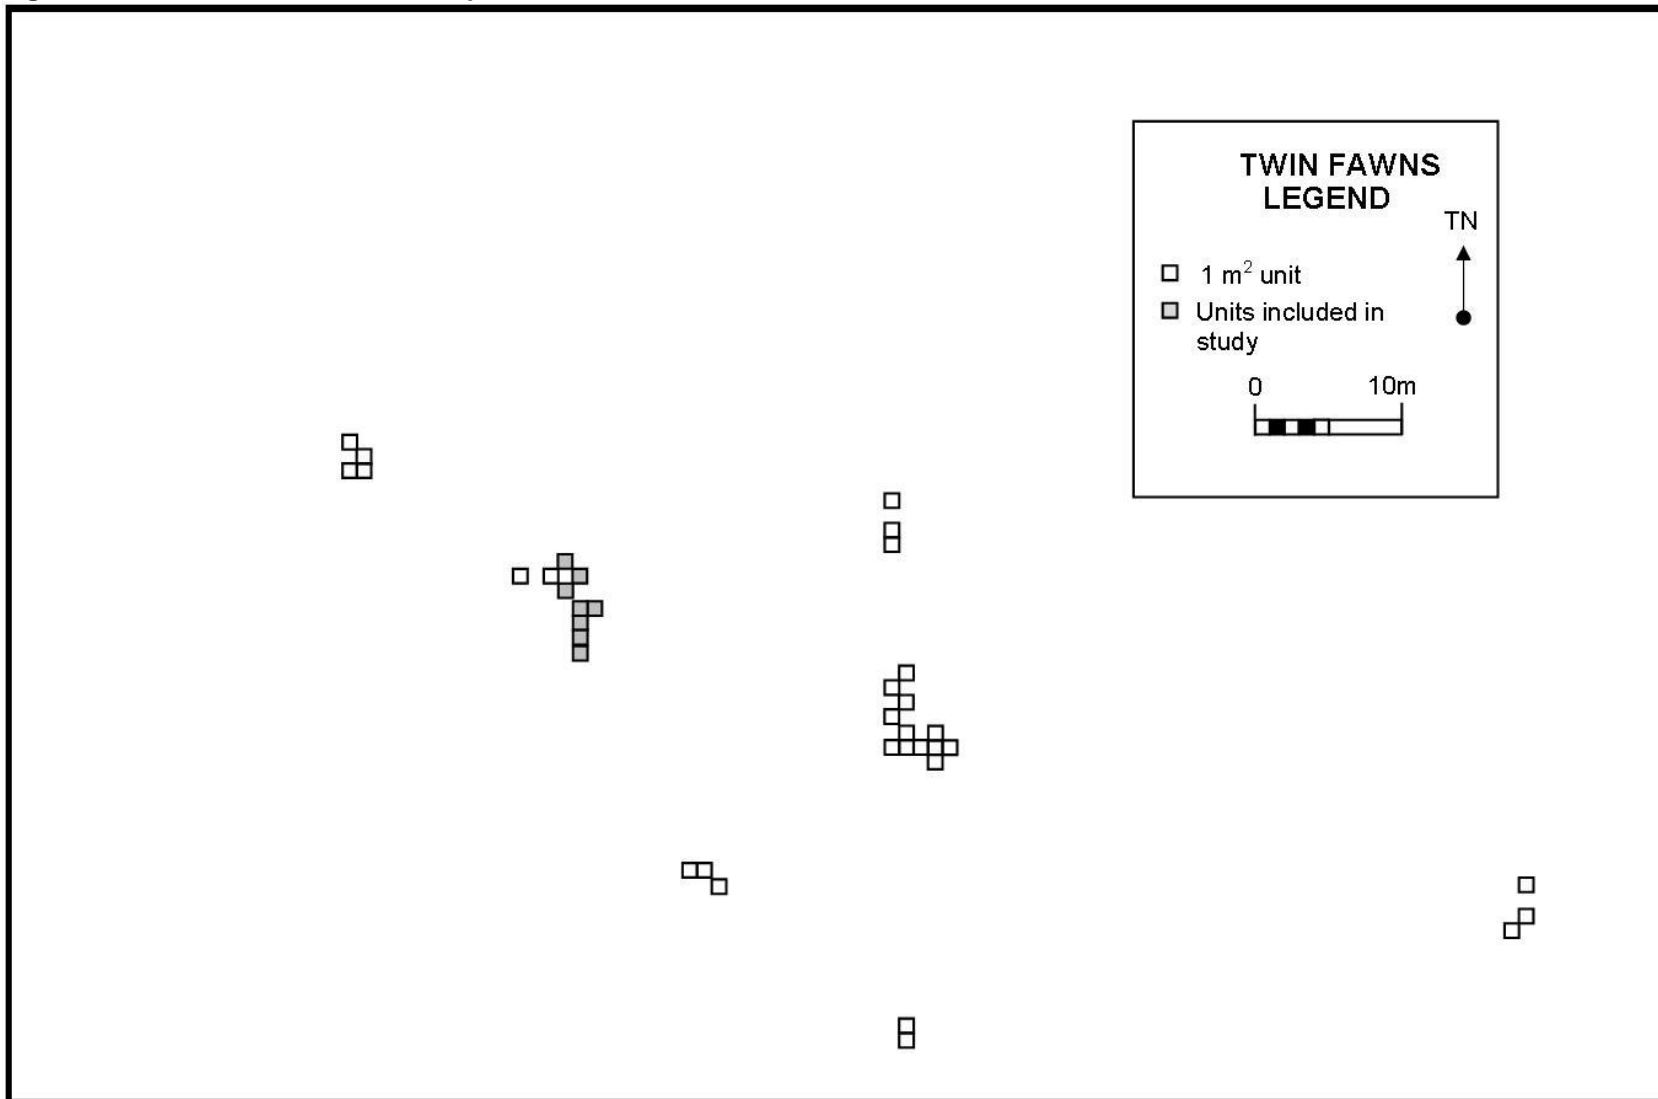 TWIN FAWNS
LEGEND
TN
1 m² unit
Units included in
study
0 10m